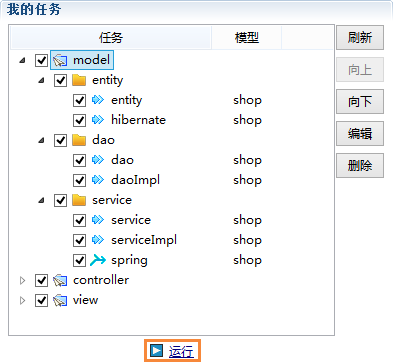 我的任务
任务 模型
刷新
model
向上
entity
entity shop
向下
hibernate shop
编辑
dao
dao shop
删除
daoImpl shop
service
service shop
serviceImpl shop
spring shop
controller
view
运行